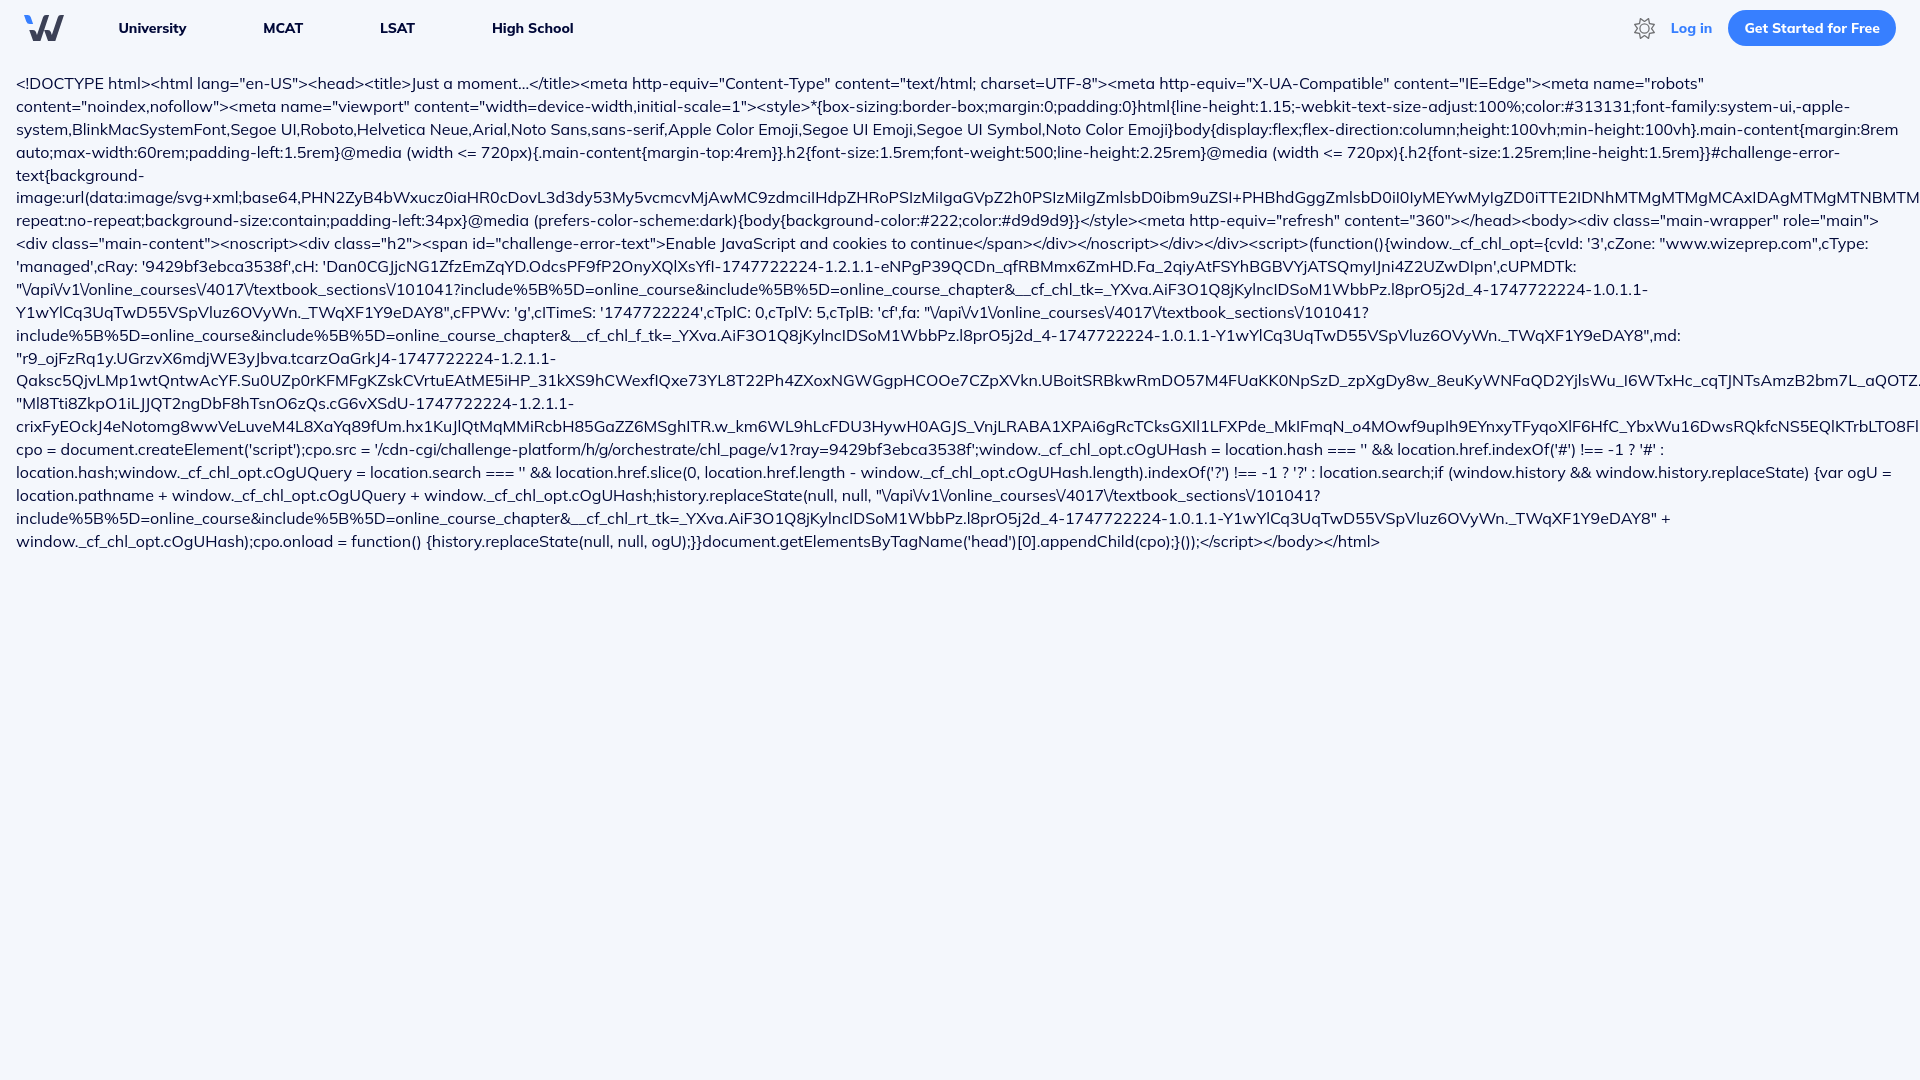 University MCAT LSAT High School Log in Get Started for Free
<!DOCTYPE html><html lang="en-US"><head><title>Just a moment...</title><meta http-equiv="Content-Type" content="text/html; charset=UTF-8"><meta http-equiv="X-UA-Compatible" content="IE=Edge"><meta name="robots"
content="noindex,nofollow"><meta name="viewport" content="width=device-width,initial-scale=1"><style>*{box-sizing:border-box;margin:0;padding:0}html{line-height:1.15;-webkit-text-size-adjust:100%;color:#313131;font-family:system-ui,-apple-
system,BlinkMacSystemFont,Segoe UI,Roboto,Helvetica Neue,Arial,Noto Sans,sans-serif,Apple Color Emoji,Segoe UI Emoji,Segoe UI Symbol,Noto Color Emoji}body{display:flex;flex-direction:column;height:100vh;min-height:100vh}.main-content{margin:8rem
auto;max-width:60rem;padding-left:1.5rem}@media (width <= 720px){.main-content{margin-top:4rem}}.h2{font-size:1.5rem;font-weight:500;line-height:2.25rem}@media (width <= 720px){.h2{font-size:1.25rem;line-height:1.5rem}}#challenge-error-
text{background-
repeat:no-repeat;background-size:contain;padding-left:34px}@media (prefers-color-scheme:dark){body{background-color:#222;color:#d9d9d9}}</style><meta http-equiv="refresh" content="360"></head><body><div class="main-wrapper" role="main">
<div class="main-content"><noscript><div class="h2"><span id="challenge-error-text">Enable JavaScript and cookies to continue</span></div></noscript></div></div><script>(function(){window._cf_chl_opt={cvId: '3',cZone: "www.wizeprep.com",cType:
'managed',cRay: '9429bf3ebca3538f',cH: 'Dan0CGJjcNG1ZfzEmZqYD.OdcsPF9fP2OnyXQlXsYfI-1747722224-1.2.1.1-eNPgP39QCDn_qfRBMmx6ZmHD.Fa_2qiyAtFSYhBGBVYjATSQmyIJni4Z2UZwDIpn',cUPMDTk:
"\/api\/v1\/online_courses\/4017\/textbook_sections\/101041?include%5B%5D=online_course&include%5B%5D=online_course_chapter&__cf_chl_tk=_YXva.AiF3O1Q8jKylncIDSoM1WbbPz.l8prO5j2d_4-1747722224-1.0.1.1-
Y1wYlCq3UqTwD55VSpVluz6OVyWn._TWqXF1Y9eDAY8",cFPWv: 'g',cITimeS: '1747722224',cTplC: 0,cTplV: 5,cTplB: 'cf',fa: "\/api\/v1\/online_courses\/4017\/textbook_sections\/101041?
include%5B%5D=online_course&include%5B%5D=online_course_chapter&__cf_chl_f_tk=_YXva.AiF3O1Q8jKylncIDSoM1WbbPz.l8prO5j2d_4-1747722224-1.0.1.1-Y1wYlCq3UqTwD55VSpVluz6OVyWn._TWqXF1Y9eDAY8",md:
"r9_ojFzRq1y.UGrzvX6mdjWE3yJbva.tcarzOaGrkJ4-1747722224-1.2.1.1-
"Ml8Tti8ZkpO1iLJJQT2ngDbF8hTsnO6zQs.cG6vXSdU-1747722224-1.2.1.1-
cpo = document.createElement('script');cpo.src = '/cdn-cgi/challenge-platform/h/g/orchestrate/chl_page/v1?ray=9429bf3ebca3538f';window._cf_chl_opt.cOgUHash = location.hash === '' && location.href.indexOf('#') !== -1 ? '#' :
location.hash;window._cf_chl_opt.cOgUQuery = location.search === '' && location.href.slice(0, location.href.length - window._cf_chl_opt.cOgUHash.length).indexOf('?') !== -1 ? '?' : location.search;if (window.history && window.history.replaceState) {var ogU =
location.pathname + window._cf_chl_opt.cOgUQuery + window._cf_chl_opt.cOgUHash;history.replaceState(null, null, "\/api\/v1\/online_courses\/4017\/textbook_sections\/101041?
include%5B%5D=online_course&include%5B%5D=online_course_chapter&__cf_chl_rt_tk=_YXva.AiF3O1Q8jKylncIDSoM1WbbPz.l8prO5j2d_4-1747722224-1.0.1.1-Y1wYlCq3UqTwD55VSpVluz6OVyWn._TWqXF1Y9eDAY8" +
window._cf_chl_opt.cOgUHash);cpo.onload = function() {history.replaceState(null, null, ogU);}}document.getElementsByTagName('head')[0].appendChild(cpo);}());</script></body></html>